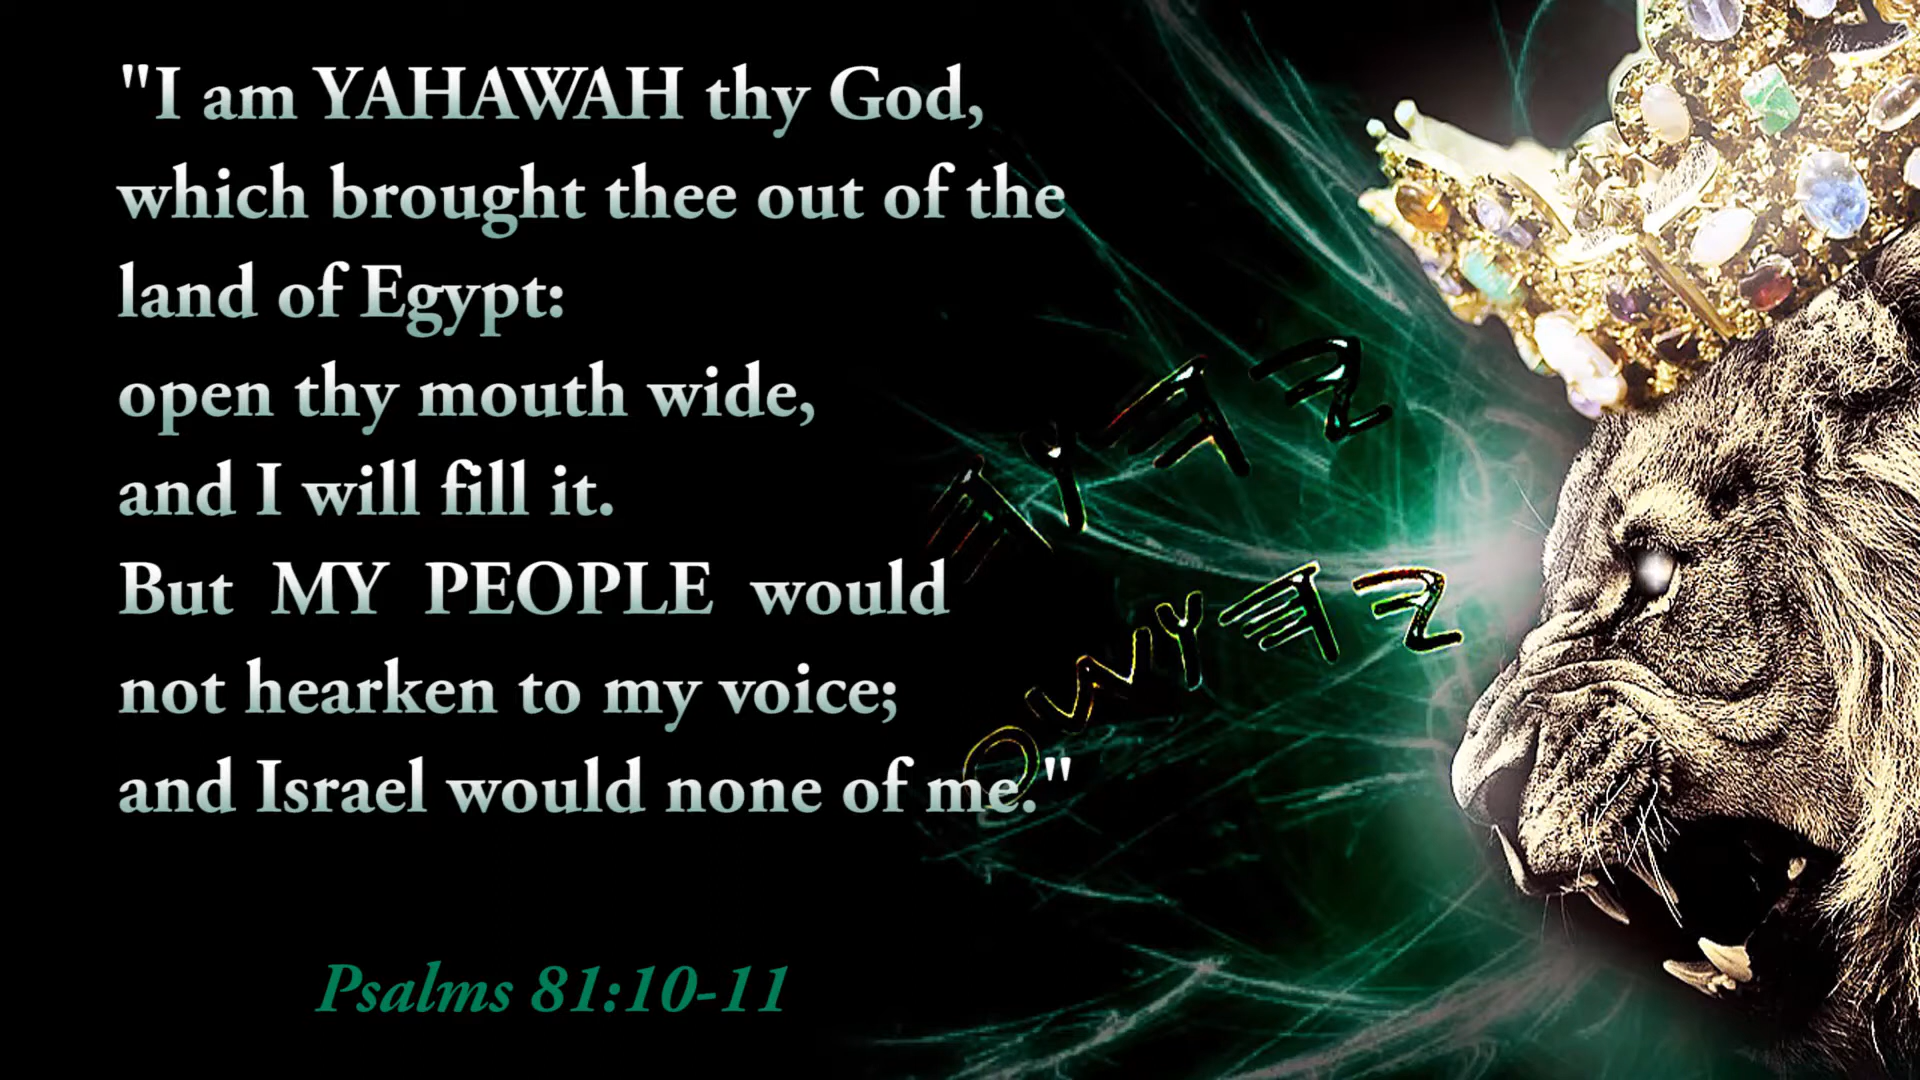 "I am YAHAWAH thy God,
which brought thee out of the
land of Egypt:
open thy mouth wide,
and I will fill it.
But MY PEOPLE would
not hearken to my voice;
and Israel would none of me."
Psalms 81:10-11
𐤉𐤄𐤅𐤄
𐤉𐤄𐤅𐤔𐤏